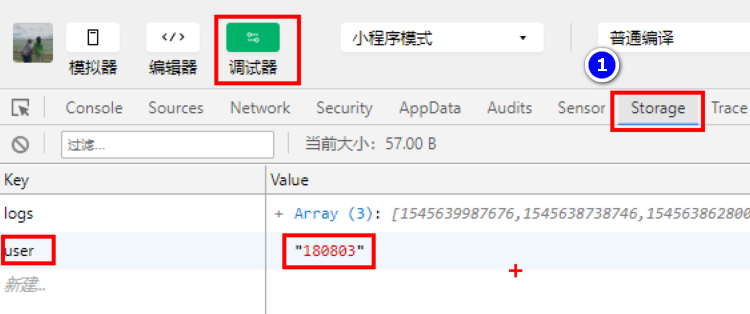 模拟器 编辑器 调试器 小程序模式 普通编译
1
Console Sources Network Security AppData Audits Sensor Storage Trace
过滤... 当前大小：57.00 B
Key Value
logs + Array (3): [1545639987676,1545638738746,154563862800
user "180803"
新建...